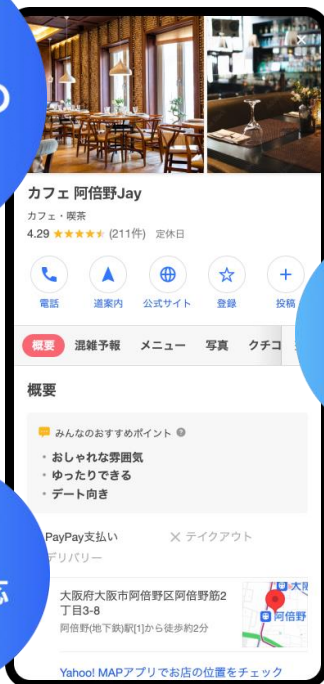 カフェ 阿倍野Jay
カフェ・喫茶
4.29 ★★★★★ (211件) 定休日
電話 道案内 公式サイト 登録 投稿
概要 混雑予報 メニュー 写真 クチコ
概要
みんなのおすすめポイント
・おしゃれな雰囲気
・ゆったりできる
・デート向き
PayPay支払い × テイクアウト
デリバリー
大阪府大阪市阿倍野区阿倍野筋2
丁目3-8
阿倍野(地下鉄)駅[1]から徒歩約2分
阿倍野
Yahoo! MAPアプリでお店の位置をチェック